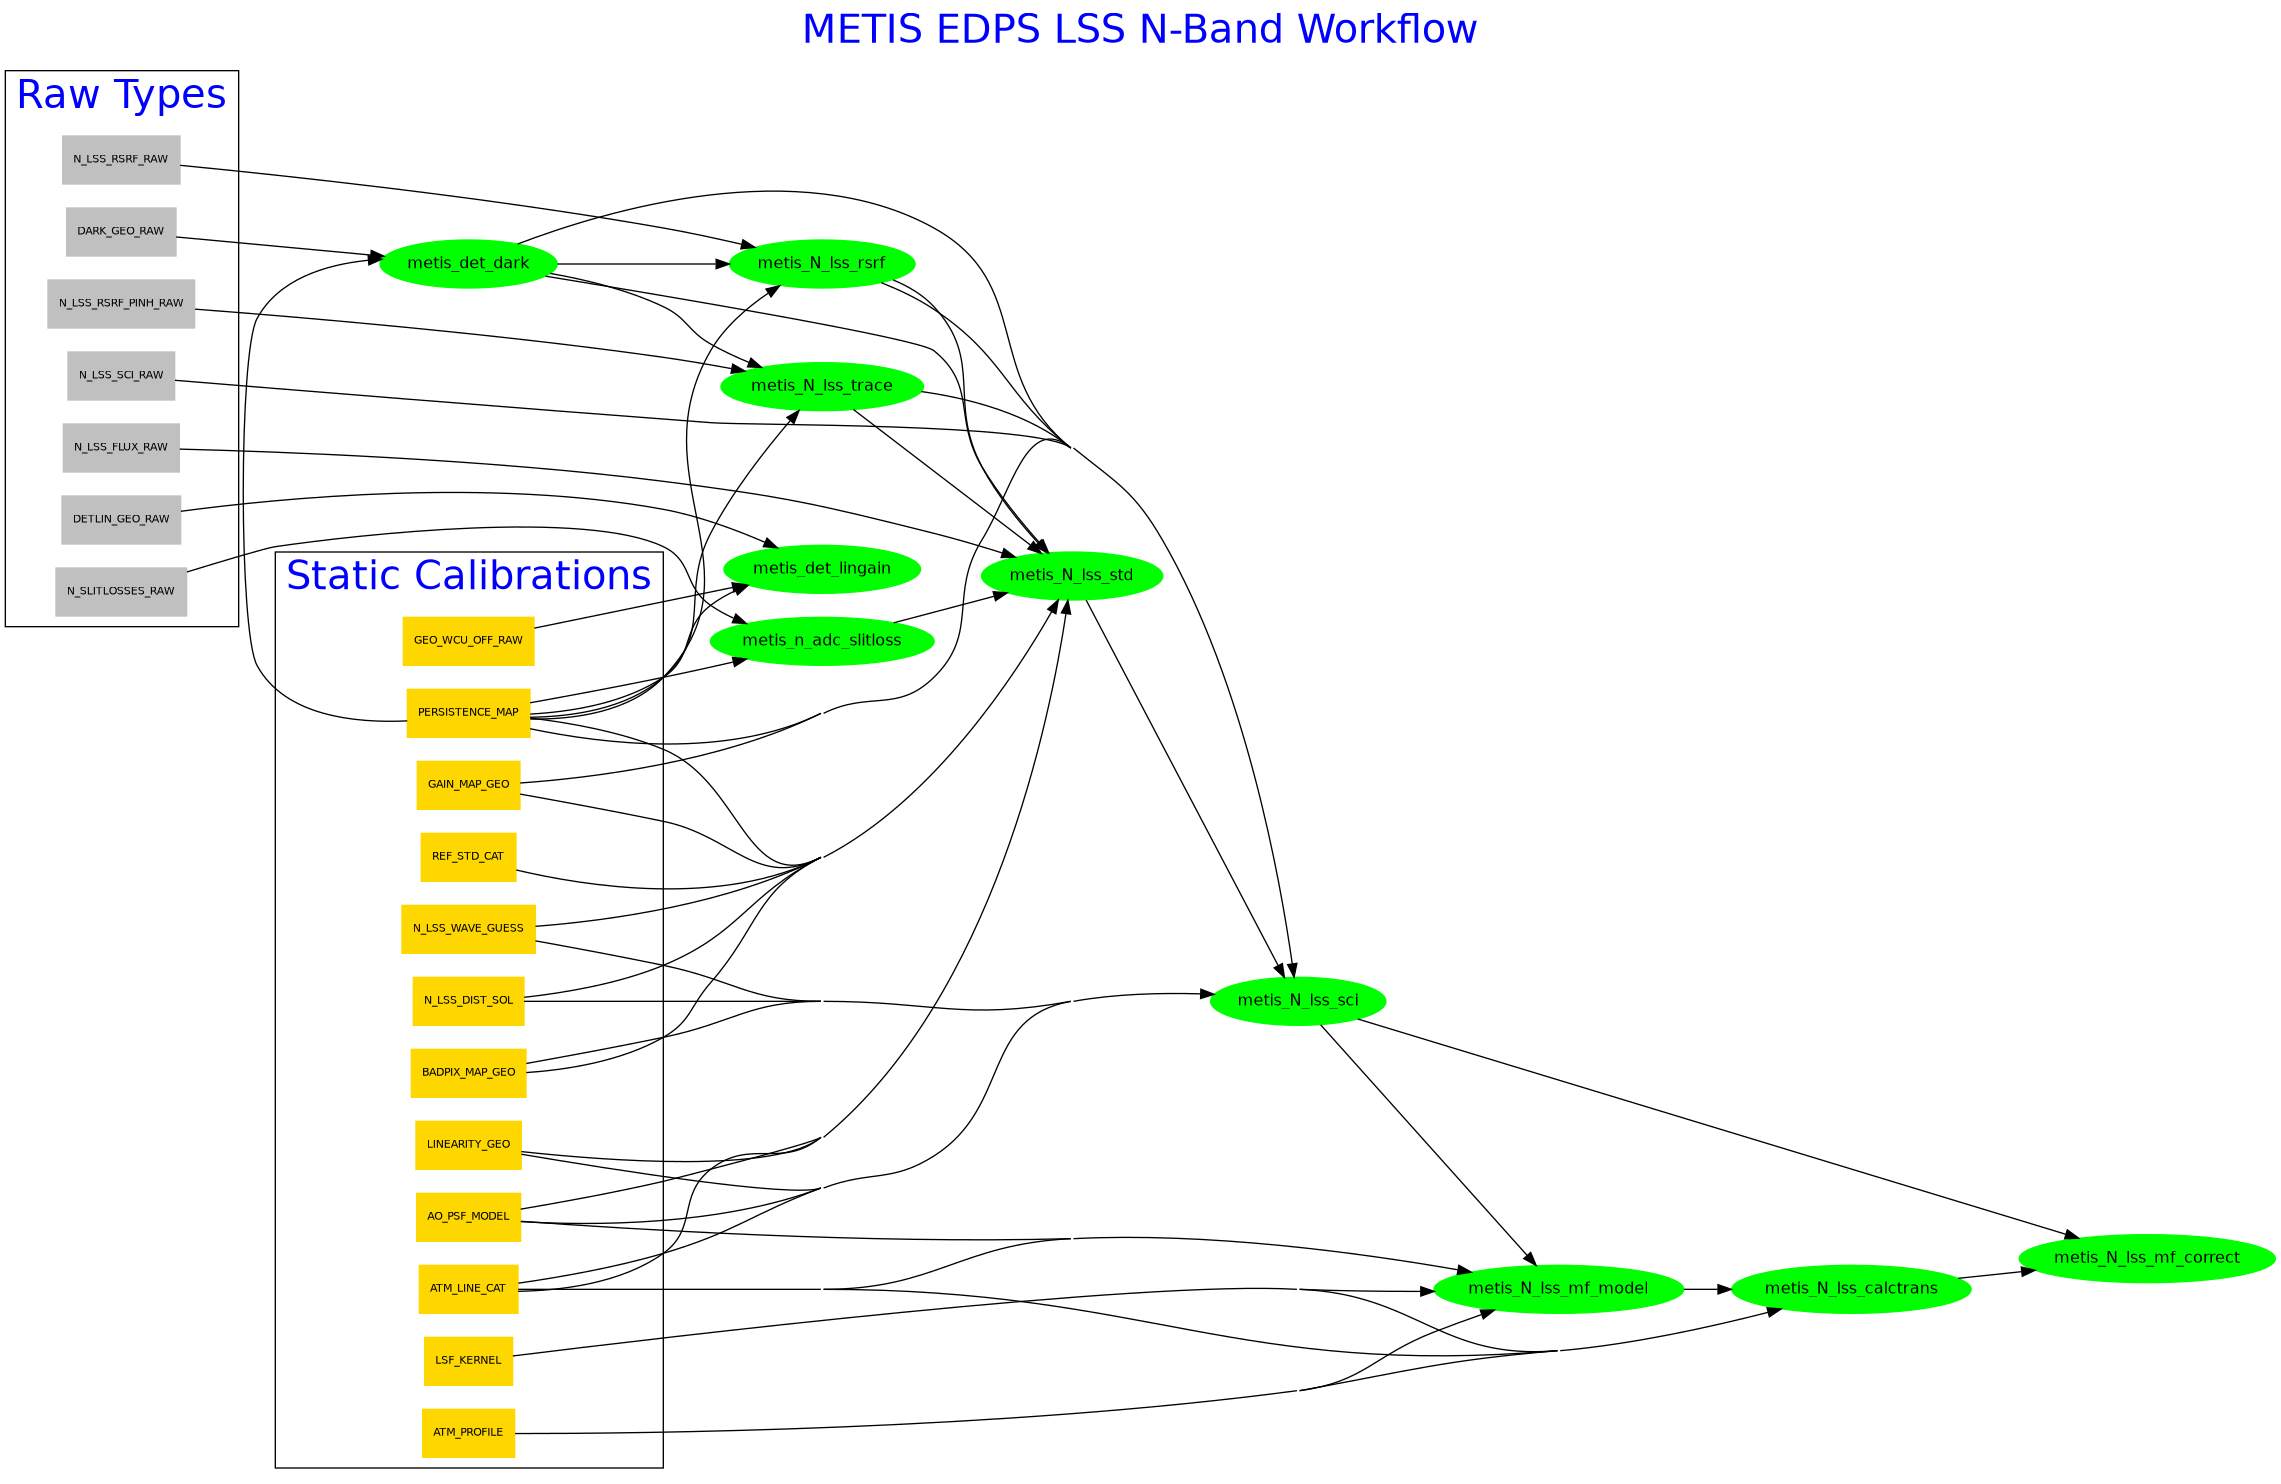 METIS EDPS LSS N-Band Workflow
Raw Types
N_LSS_RSRF_RAW
DARK_GEO_RAW
N_LSS_RSRF_PINH_RAW
N_LSS_SCI_RAW
N_LSS_FLUX_RAW
DETLIN_GEO_RAW
N_SLITLOSSES_RAW
Static Calibrations
GEO_WCU_OFF_RAW
PERSISTENCE_MAP
GAIN_MAP_GEO
REF_STD_CAT
N_LSS_WAVE_GUESS
N_LSS_DIST_SOL
BADPIX_MAP_GEO
LINEARITY_GEO
AO_PSF_MODEL
ATM_LINE_CAT
LSF_KERNEL
ATM_PROFILE
metis_det_dark
metis_N_lss_rsrf
metis_N_lss_trace
metis_det_lingain
metis_n_adc_slitloss
metis_N_lss_std
metis_N_lss_sci
metis_N_lss_mf_model
metis_N_lss_calctrans
metis_N_lss_mf_correct